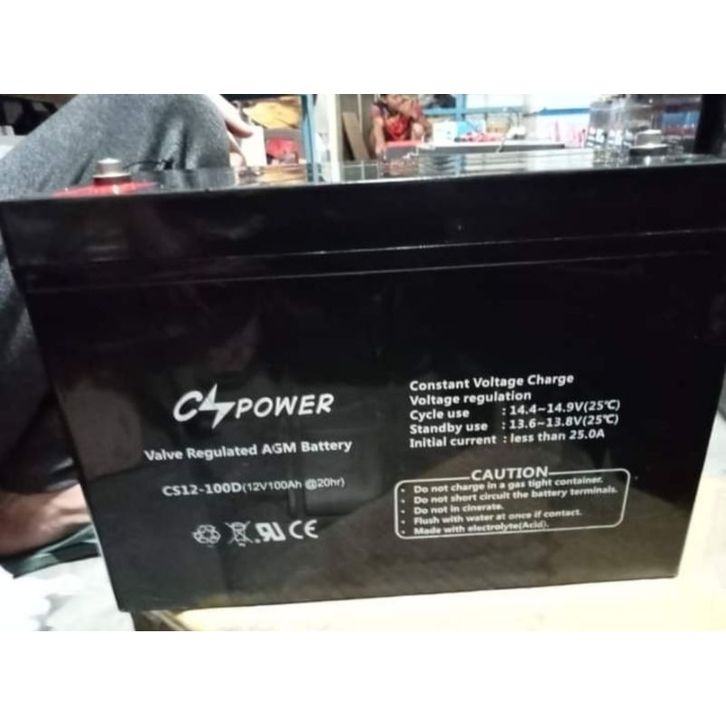 CSPOWER
Valve Regulated AGM Battery
CS12-100D(12V100Ah @20hr)
CE
Constant Voltage Charge
Voltage regulation
Cycle use : 14.4~14.9V(25℃)
Standby use : 13.6~13.8V(25℃)
Initial current : less than 25.0A
CAUTION
• Do not charge in a gas tight container.
• Do not short circuit the battery terminals.
• Do not in cinerate.
• Flush with water at once if contact.
• Made with electrolyte(Acid).